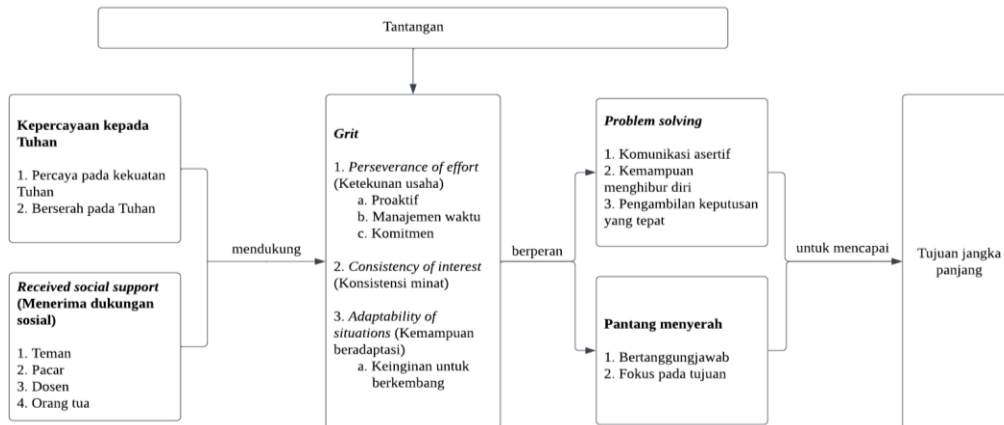 Tantangan
Kepercayaan kepada
Tuhan
1. Percaya pada kekuatan
Tuhan
2. Berserah pada Tuhan
Received social support
(Menerima dukungan
sosial)
1. Teman
2. Pacar
3. Dosen
4. Orang tua
mendukung
Grit
1. Perseverance of effort
(Ketekunan usaha)
a. Proaktif
b. Manajemen waktu
c. Komitmen
2. Consistency of interest
(Konsistensi minat)
3. Adaptability of
situations (Kemampuan
beradaptasi)
a. Keinginan untuk
berkembang
berperan
Problem solving
1. Komunikasi asertif
2. Kemampuan
menghibur diri
3. Pengambilan keputusan
yang tepat
Pantang menyerah
1. Bertanggungjawab
2. Fokus pada tujuan
untuk mencapai
Tujuan jangka
panjang